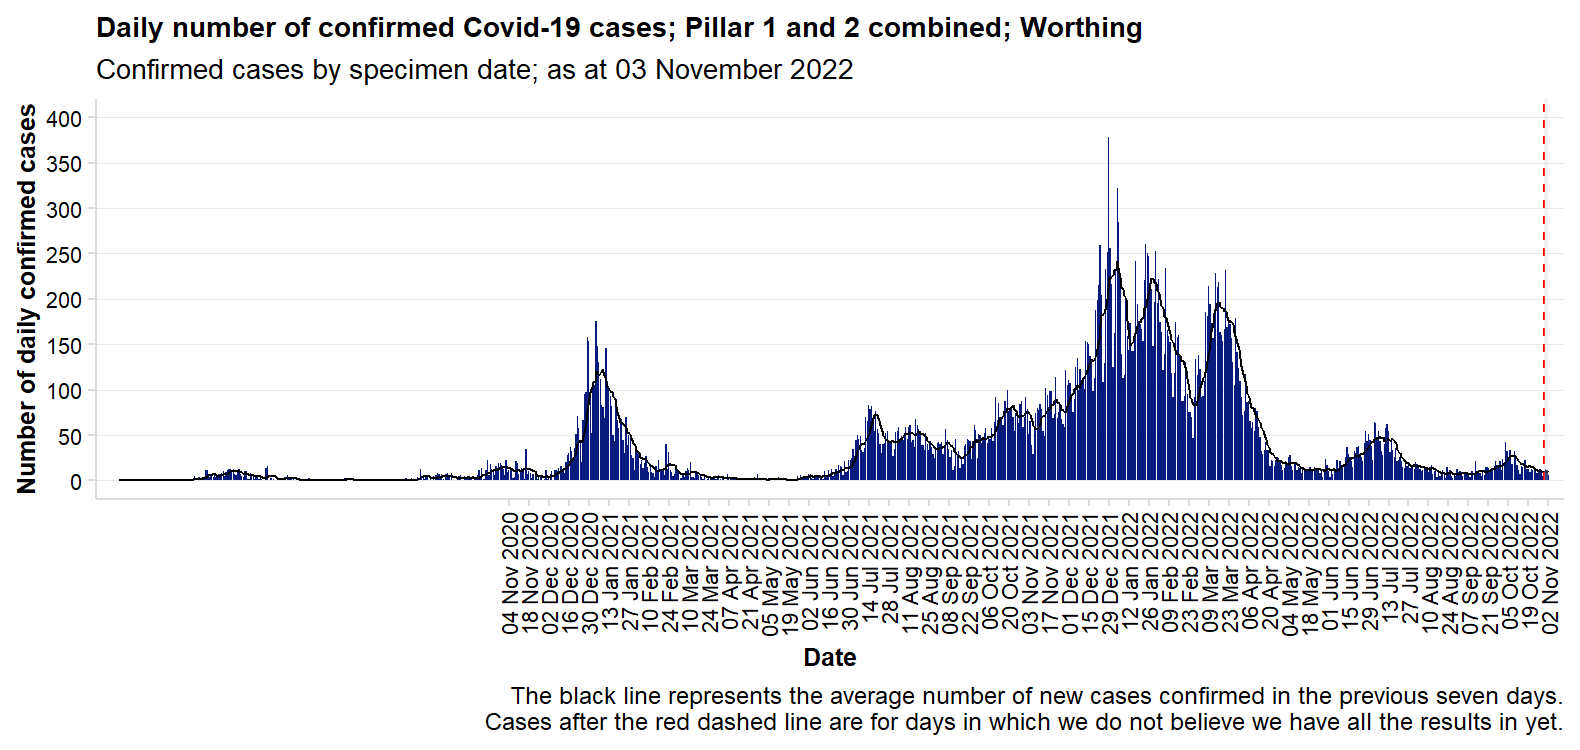 Daily number of confirmed Covid-19 cases; Pillar 1 and 2 combined; Worthing
Confirmed cases by specimen date; as at 03 November 2022
Number of daily confirmed cases
400
350
300
250
200
150
100
50
0
04 Nov 2020
18 Nov 2020
02 Dec 2020
16 Dec 2020
30 Dec 2020
13 Jan 2021
27 Jan 2021
10 Feb 2021
24 Feb 2021
10 Mar 2021
24 Mar 2021
07 Apr 2021
21 Apr 2021
05 May 2021
19 May 2021
02 Jun 2021
16 Jun 2021
30 Jun 2021
14 Jul 2021
28 Jul 2021
11 Aug 2021
25 Aug 2021
08 Sep 2021
22 Sep 2021
06 Oct 2021
20 Oct 2021
03 Nov 2021
17 Nov 2021
01 Dec 2021
15 Dec 2021
29 Dec 2021
12 Jan 2022
26 Jan 2022
09 Feb 2022
23 Feb 2022
09 Mar 2022
23 Mar 2022
06 Apr 2022
20 Apr 2022
04 May 2022
18 May 2022
01 Jun 2022
15 Jun 2022
29 Jun 2022
13 Jul 2022
27 Jul 2022
10 Aug 2022
24 Aug 2022
07 Sep 2022
21 Sep 2022
05 Oct 2022
19 Oct 2022
02 Nov 2022
Date
The black line represents the average number of new cases confirmed in the previous seven days.
Cases after the red dashed line are for days in which we do not believe we have all the results in yet.